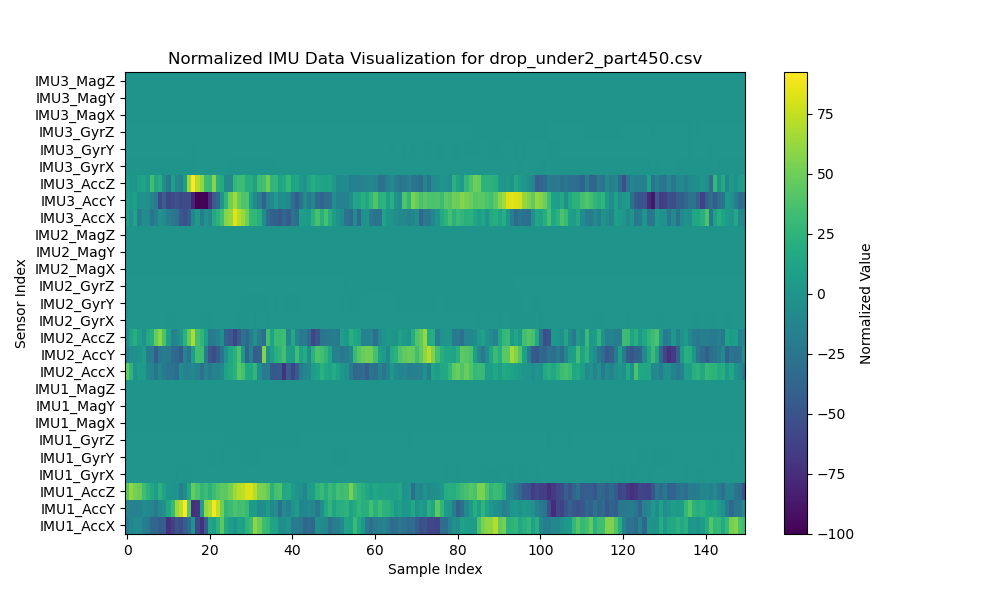 Normalized IMU Data Visualization for drop_under2_part450.csv
IMU3_MagZ
IMU3_MagY
IMU3_MagX
IMU3_GyrZ
IMU3_GyrY
IMU3_GyrX
IMU3_AccZ
IMU3_AccY
IMU3_AccX
IMU2_MagZ
IMU2_MagY
IMU2_MagX
IMU2_GyrZ
IMU2_GyrY
IMU2_GyrX
IMU2_AccZ
IMU2_AccY
IMU2_AccX
IMU1_MagZ
IMU1_MagY
IMU1_MagX
IMU1_GyrZ
IMU1_GyrY
IMU1_GyrX
IMU1_AccZ
IMU1_AccY
IMU1_AccX
Sensor Index
0 20 40 60 80 100 120 140
Sample Index
75
50
25
0
−25
−50
−75
−100
Normalized Value